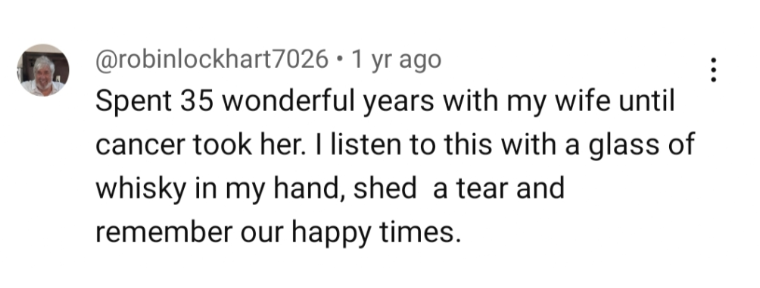 @robinlockhart7026 • 1 yr ago
Spent 35 wonderful years with my wife until
cancer took her. I listen to this with a glass of
whisky in my hand, shed  a tear and
remember our happy times.